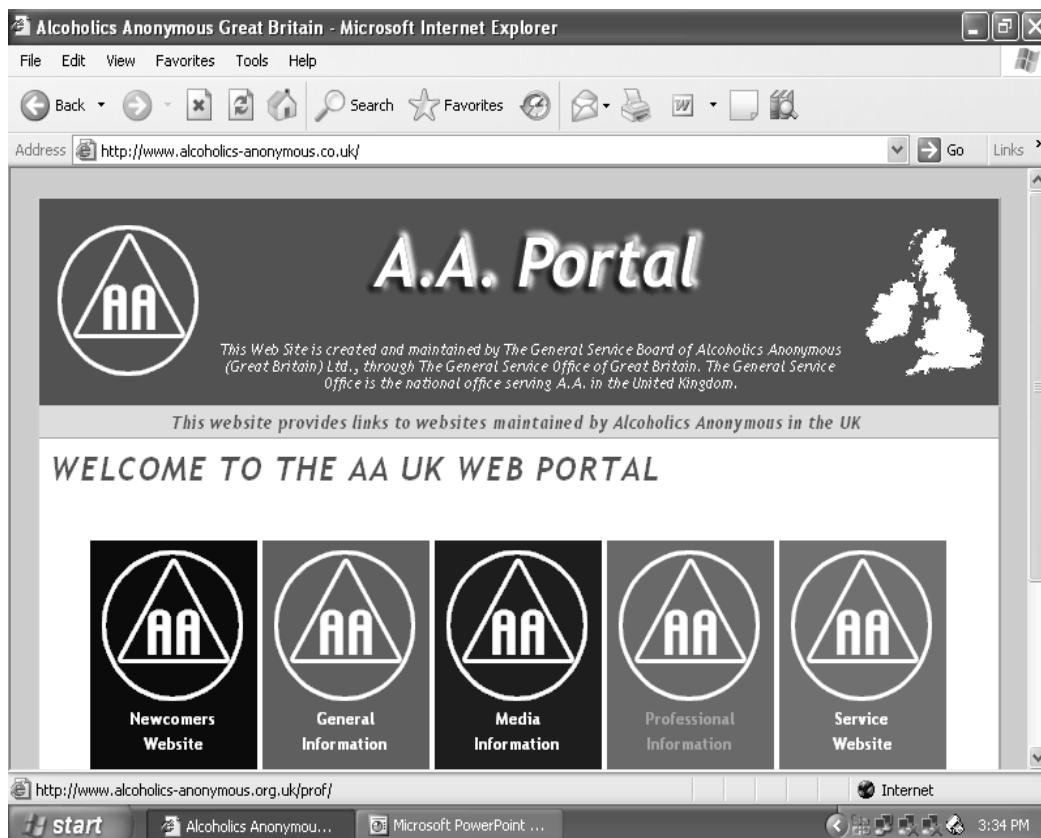 Alcoholics Anonymous Great Britain - Microsoft Internet Explorer
File Edit View Favorites Tools Help
Back Search Favorites
Address http://www.alcoholics-anonymous.co.uk/ Go Links
AA
A.A. Portal
This Web Site is created and maintained by The General Service Board of Alcoholics Anonymous
(Great Britain) Ltd., through The General Service Office of Great Britain. The General Service
Office is the national office serving A.A. in the United Kingdom.
This website provides links to websites maintained by Alcoholics Anonymous in the UK
WELCOME TO THE AA UK WEB PORTAL
AA AA AA AA AA
Newcomers General Media Professional Service
Website Information Information Information Website
http://www.alcoholics-anonymous.org.uk/prof/ Internet
start Alcoholics Anonymou... Microsoft PowerPoint ... 3:34 PM